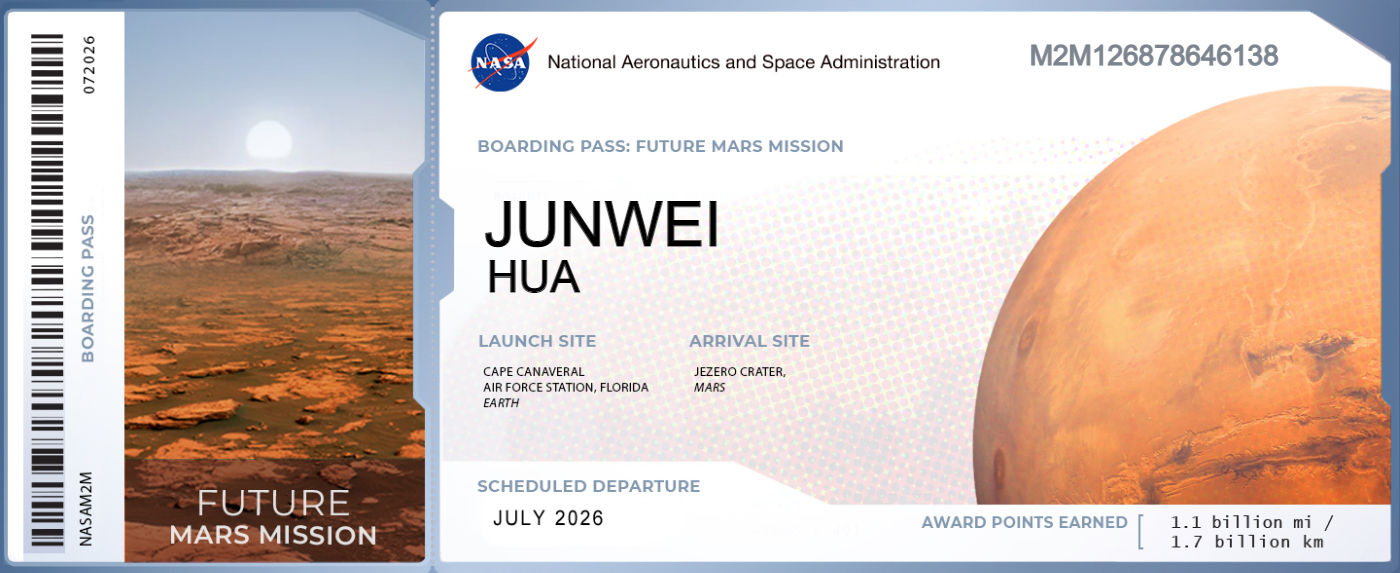 072026
BOARDING PASS
NASAM2M
FUTURE
MARS MISSION
NASA
National Aeronautics and Space Administration
M2M126878646138
BOARDING PASS: FUTURE MARS MISSION
JUNWEI
HUA
LAUNCH SITE
CAPE CANAVERAL
AIR FORCE STATION, FLORIDA
EARTH
ARRIVAL SITE
JEZERO CRATER,
MARS
SCHEDULED DEPARTURE
JULY 2026
AWARD POINTS EARNED
1.1 billion mi /
1.7 billion km